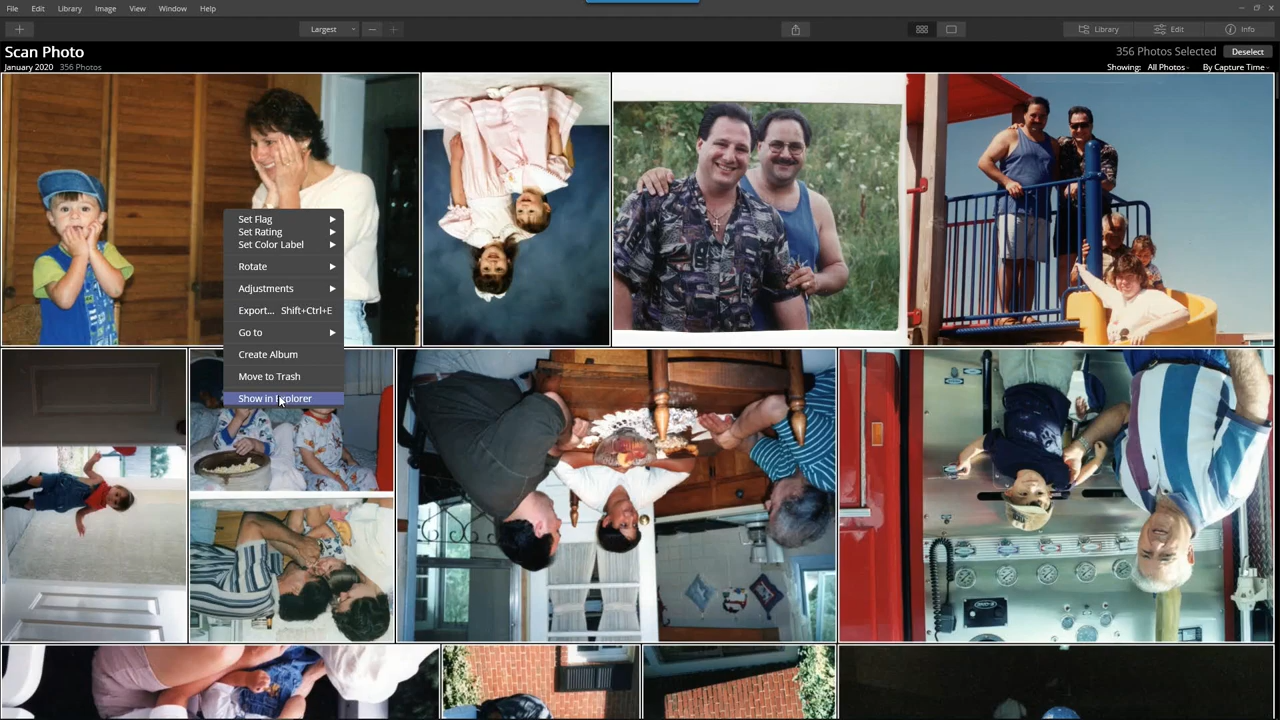 File Edit Library Image View Window Help
Largest
Library Edit Info
Scan Photo
356 Photos Selected Deselect
January 2020 356 Photos
Showing: All Photos By Capture Time
Set Flag
Set Rating
Set Color Label
Rotate
Adjustments
Export... Shift+Ctrl+E
Go to
Create Album
Move to Trash
Show in Explorer